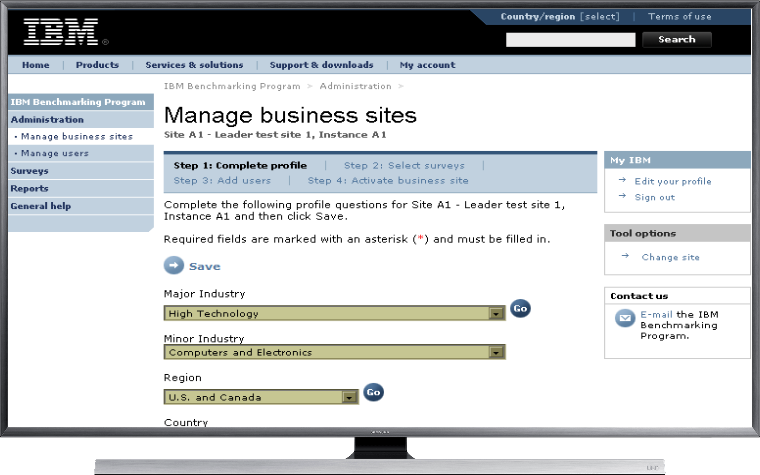 Country/region [select] | Terms of use
IBM®
Search
Home | Products | Services & solutions | Support & downloads | My account
IBM Benchmarking Program > Administration >
IBM Benchmarking Program
Administration
• Manage business sites
• Manage users
Surveys
Reports
General help
Manage business sites
Site A1 - Leader test site 1, Instance A1
Step 1: Complete profile | Step 2: Select surveys |
Step 3: Add users | Step 4: Activate business site
Complete the following profile questions for Site A1 - Leader test site 1,
Instance A1 and then click Save.
Required fields are marked with an asterisk (*) and must be filled in.
Save
Major Industry
High Technology
Go
Minor Industry
Computers and Electronics
Region
U.S. and Canada
Go
Country
My IBM
Edit your profile
Sign out
Tool options
Change site
Contact us
E-mail the IBM
Benchmarking
Program.